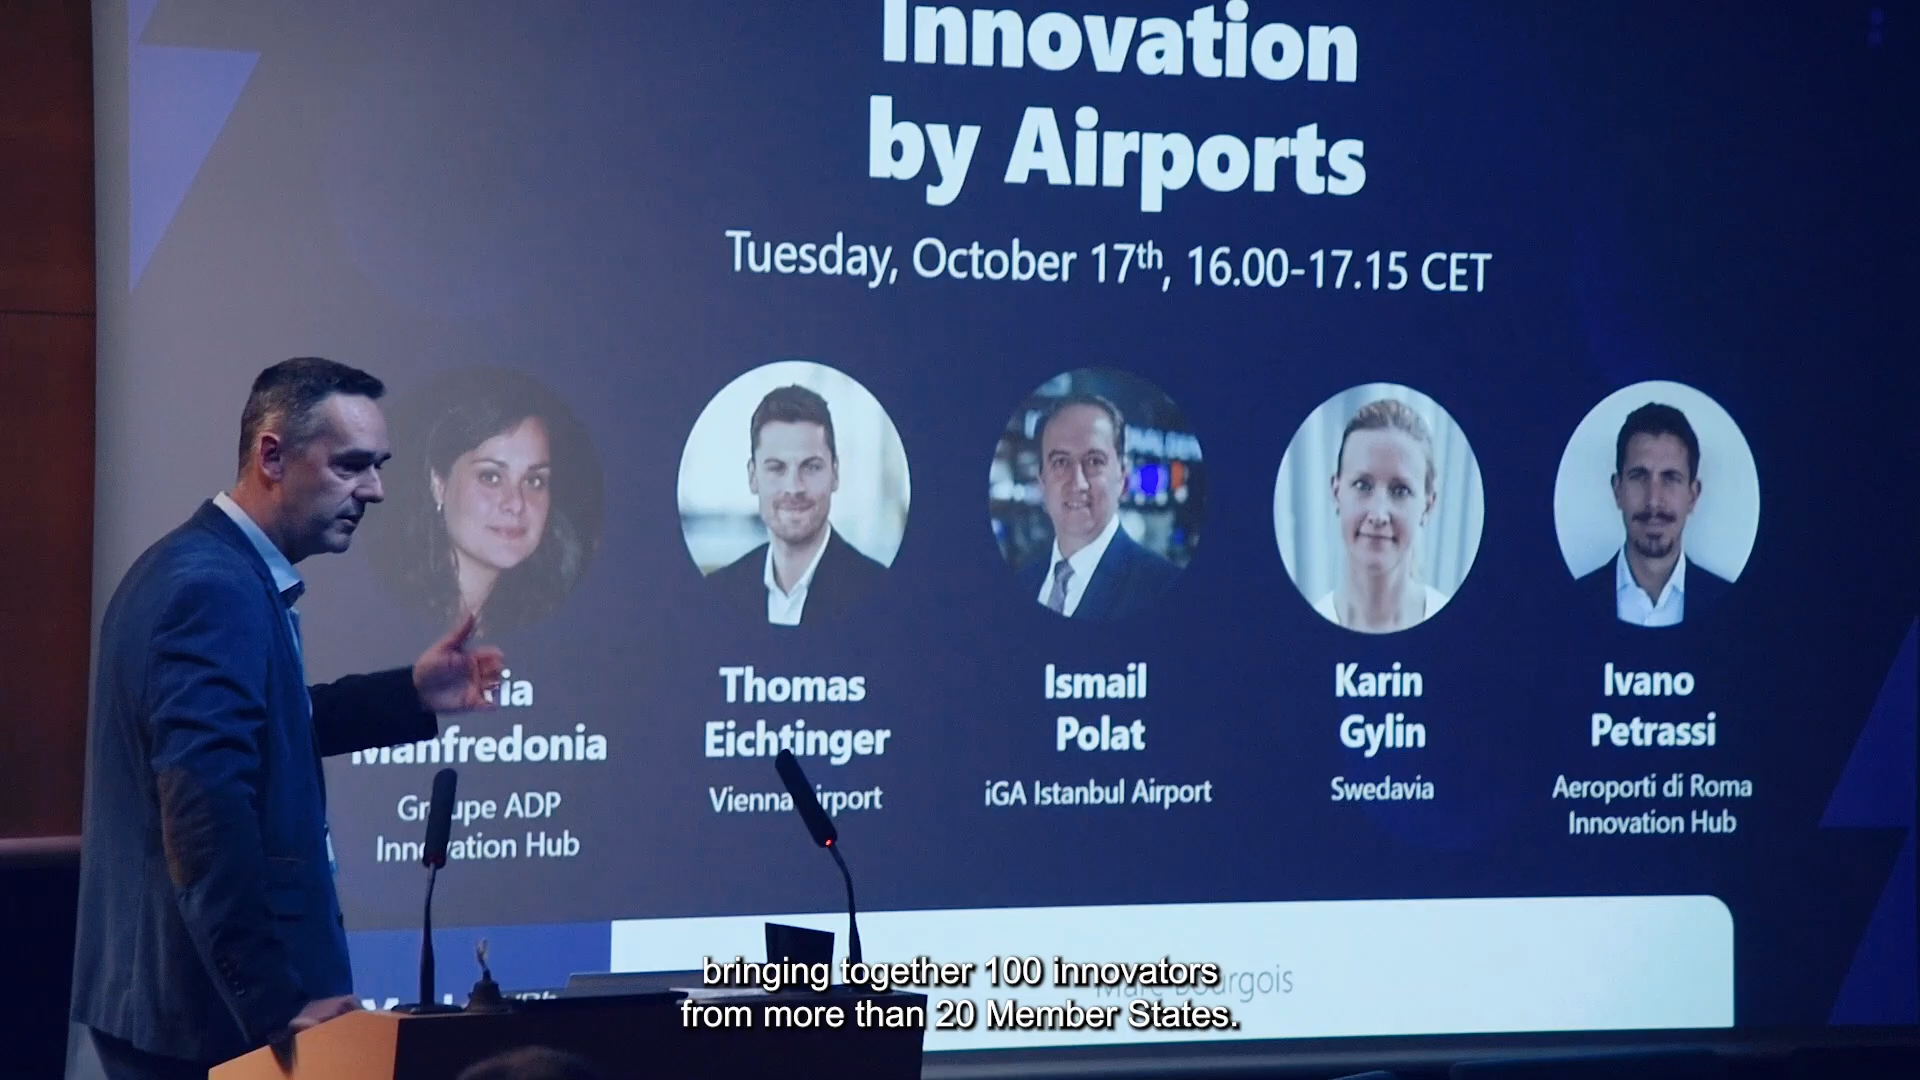 Innovation
by Airports
Tuesday, October 17th, 16.00-17.15 CET
Manfredonia
Groupe ADP
Innovation Hub
Thomas
Eichtinger
Vienna Airport
Ismail
Polat
iGA Istanbul Airport
Karin
Gylin
Swedavia
Ivano
Petrassi
Aeroporti di Roma
Innovation Hub
Marc Bourgois
bringing together 100 innovators
from more than 20 Member States.